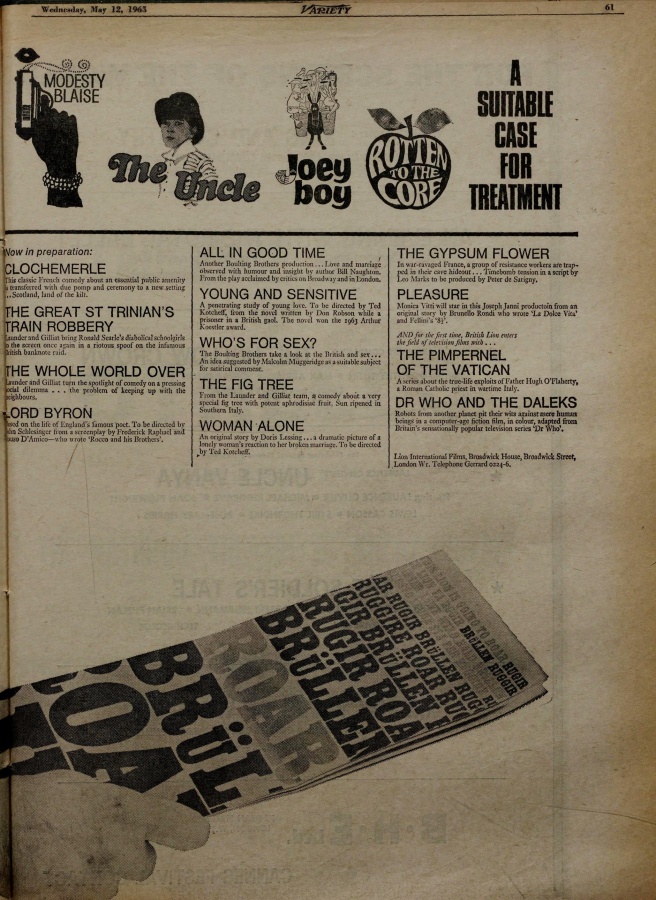 Wednesday, May 12, 1965
VARIETY
61
MODESTY
BLAISE
The Uncle
Joey
boy
ROTTEN
TO THE
CORE
A
SUITABLE
CASE
FOR
TREATMENT
Now in preparation:
CLOCHEMERLE
This classic French comedy about an essential public amenity
is transferred with due pomp and ceremony to a new setting
...Scotland, land of the kilt.
THE GREAT ST TRINIAN'S
TRAIN ROBBERY
Launder and Gilliat bring Ronald Searle's diabolical schoolgirls
to the screen once again in a riotous spoof on the infamous
British banknote raid.
THE WHOLE WORLD OVER
Launder and Gilliat turn the spotlight of comedy on a pressing
social dilemma . . . the problem of keeping up with the
neighbours.
LORD BYRON
Based on the life of England's famous poet. To be directed by
John Schlesinger from a screenplay by Frederick Raphael and
D'Amico—who wrote 'Rocco and his Brothers'.
ALL IN GOOD TIME
Another Boulting Brothers production...Love and marriage
observed with humour and insight by author Bill Naughton.
From the play acclaimed by critics on Broadway and in London.
YOUNG AND SENSITIVE
A penetrating study of young love. To be directed by Ted
Kotcheff, from the novel written by Don Robson while a
prisoner in a British gaol. The novel won the 1963 Arthur
Koestler award.
WHO'S FOR SEX?
The Boulting Brothers take a look at the British and sex...
An idea suggested by Malcolm Muggeridge as a suitable subject
for satirical comment.
THE FIG TREE
From the Launder and Gilliat team, a comedy about a very
special fig tree with potent aphrodisiac fruit. Sun ripened in
Southern Italy.
WOMAN ALONE
An original story by Doris Lessing...a dramatic picture of a
lonely woman's reaction to her broken marriage. To be directed
by Ted Kotcheff.
THE GYPSUM FLOWER
In war-ravaged France, a group of resistance workers are trap-
ped in their cave hideout... Timebomb tension in a script by
Leo Marks to be produced by Peter de Sarigny.
PLEASURE
Monica Vitti will star in this Joseph Janni productoin from an
original story by Brunello Rondi who wrote 'La Dolce Vita'
and Fellini's '8½'.
AND for the first time, British Lion enters
the field of television films with . . .
THE PIMPERNEL
OF THE VATICAN
A series about the true-life exploits of Father Hugh O'Flaherty,
a Roman Catholic priest in wartime Italy.
DR WHO AND THE DALEKS
Robots from another planet pit their wits against mere human
beings in a computer-age fiction film, in colour, adapted from
Britain's sensationally popular television series 'Dr Who'.
Lion International Films, Broadwick House, Broadwick Street,
London W1. Telephone Gerrard 0224-6.
IS GOING TO ROAR RUGIR
BRÜLLEN RUGGIR
AR RUGIR BRÜLLEN RUG
RUGGIRE ROAR RU
GIR BRÜLLEN
RUGIR ROA
BRÜLLEN
ROAR
BRÜL
OA